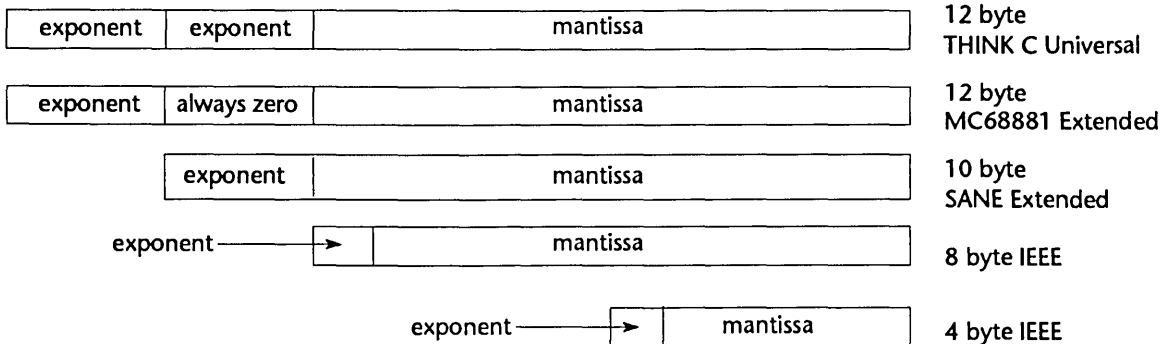 exponent exponent mantissa 12 byte
THINK C Universal
exponent always zero mantissa 12 byte
MC68881 Extended
exponent mantissa 10 byte
SANE Extended
exponent mantissa 8 byte IEEE
exponent mantissa 4 byte IEEE